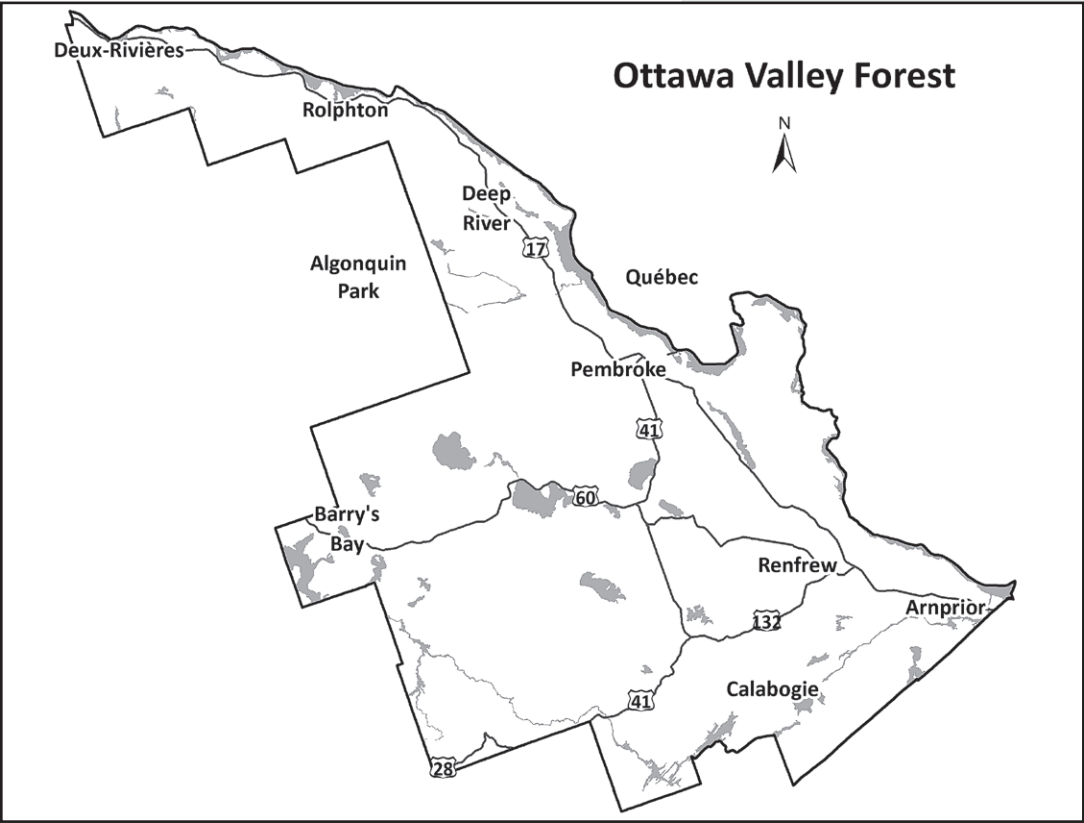 Ottawa Valley Forest
N
Deux-Rivières
Rolphton
Deep
River
17
Algonquin
Park
Québec
Pembroke
41
60
Barry's
Bay
Renfrew
Arnprior
132
Calabogie
41
28